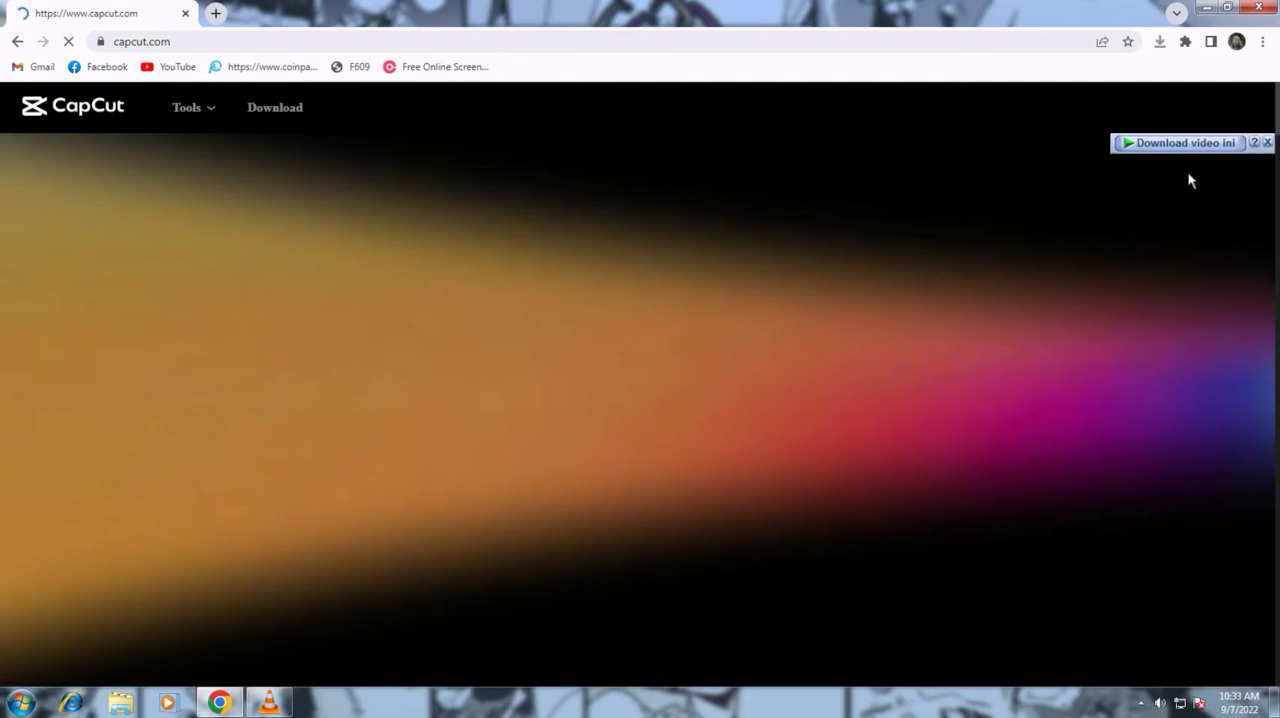 https://www.capcut.com
capcut.com
Gmail
Facebook
YouTube
https://www.coinpa...
F609
Free Online Screen...
CapCut
Tools
Download
Download video ini
?
10:33 AM
9/7/2022